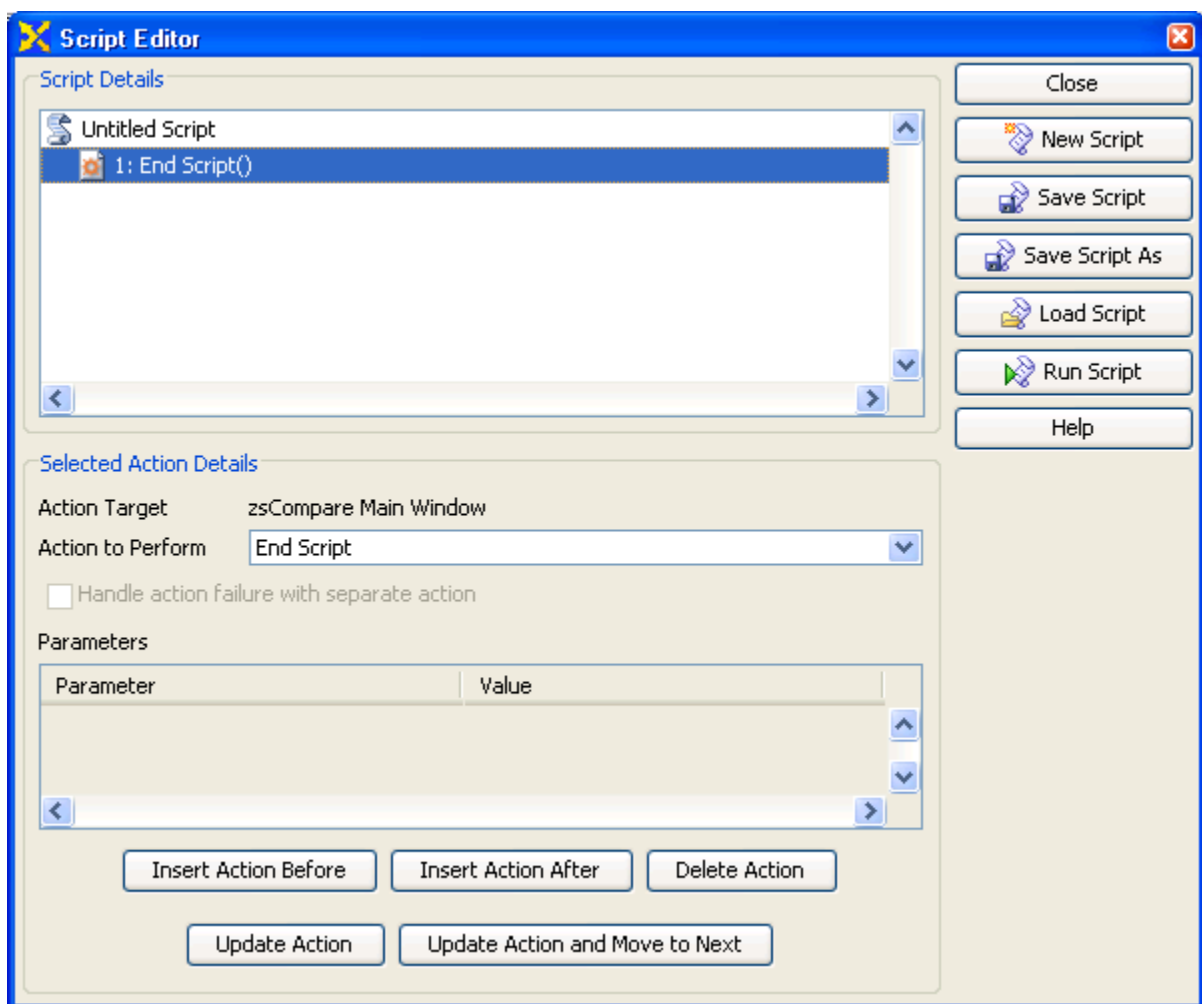 Script Editor
Script Details
Untitled Script
1: End Script()
Close
New Script
Save Script
Save Script As
Load Script
Run Script
Help
Selected Action Details
Action Target zsCompare Main Window
Action to Perform End Script
Handle action failure with separate action
Parameters
Parameter Value
Insert Action Before Insert Action After Delete Action
Update Action Update Action and Move to Next